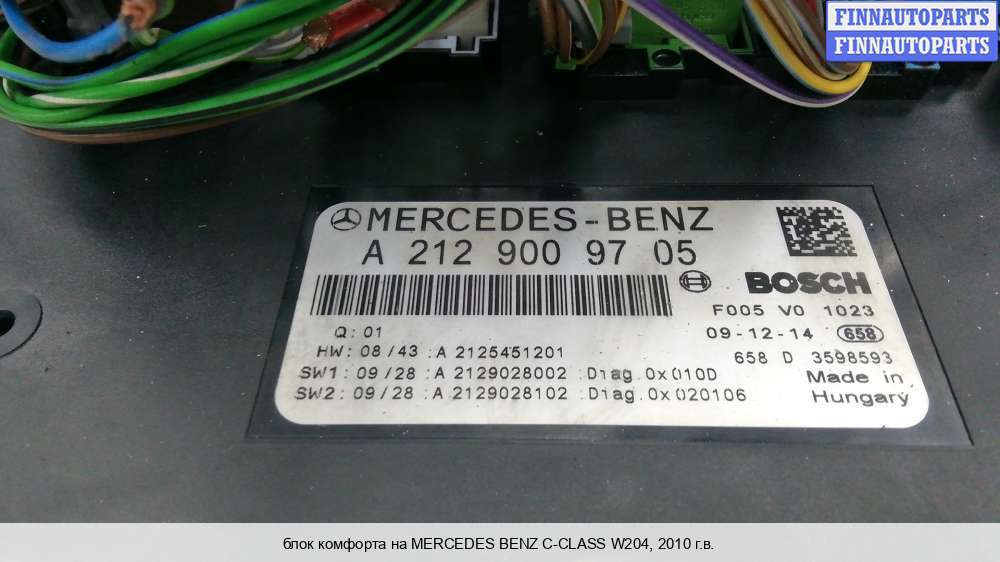 FINNAUTOPARTS
FINNAUTOPARTS
MERCEDES-BENZ
A 212 900 97 05
BOSCH
F005 V0 1023
Q: 01
09-12-14 658
HW: 08/43 :A 2125451201
658 D 3598593
SW1: 09/28 :A 2129028002 :Diag.0x010D
Made in
SW2: 09/28 :A 2129028102 :Diag.0x020106
Hungary
блок комфорта на MERCEDES BENZ C-CLASS W204, 2010 г.в.